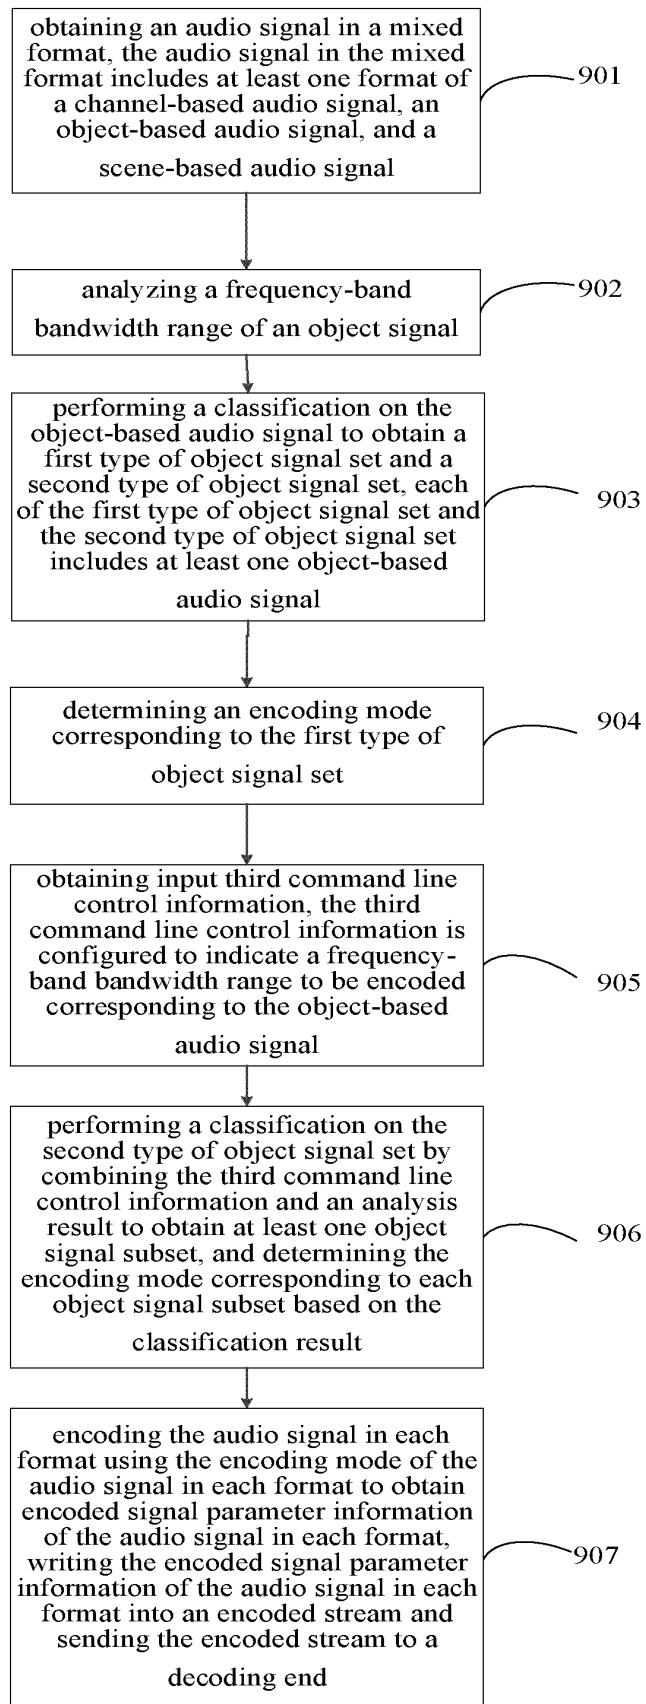 obtaining an audio signal in a mixed
format, the audio signal in the mixed
format includes at least one format of
a channel-based audio signal, an
object-based audio signal, and a
scene-based audio signal
901
analyzing a frequency-band
bandwidth range of an object signal
902
performing a classification on the
object-based audio signal to obtain a
first type of object signal set and a
second type of object signal set, each
of the first type of object signal set and
the second type of object signal set
includes at least one object-based
audio signal
903
determining an encoding mode
corresponding to the first type of
object signal set
904
obtaining input third command line
control information, the third
command line control information is
configured to indicate a frequency-
band bandwidth range to be encoded
corresponding to the object-based
audio signal
905
performing a classification on the
second type of object signal set by
combining the third command line
control information and an analysis
result to obtain at least one object
signal subset, and determining the
encoding mode corresponding to each
object signal subset based on the
classification result
906
encoding the audio signal in each
format using the encoding mode of the
audio signal in each format to obtain
encoded signal parameter information
of the audio signal in each format,
writing the encoded signal parameter
information of the audio signal in each
format into an encoded stream and
sending the encoded stream to a
decoding end
907